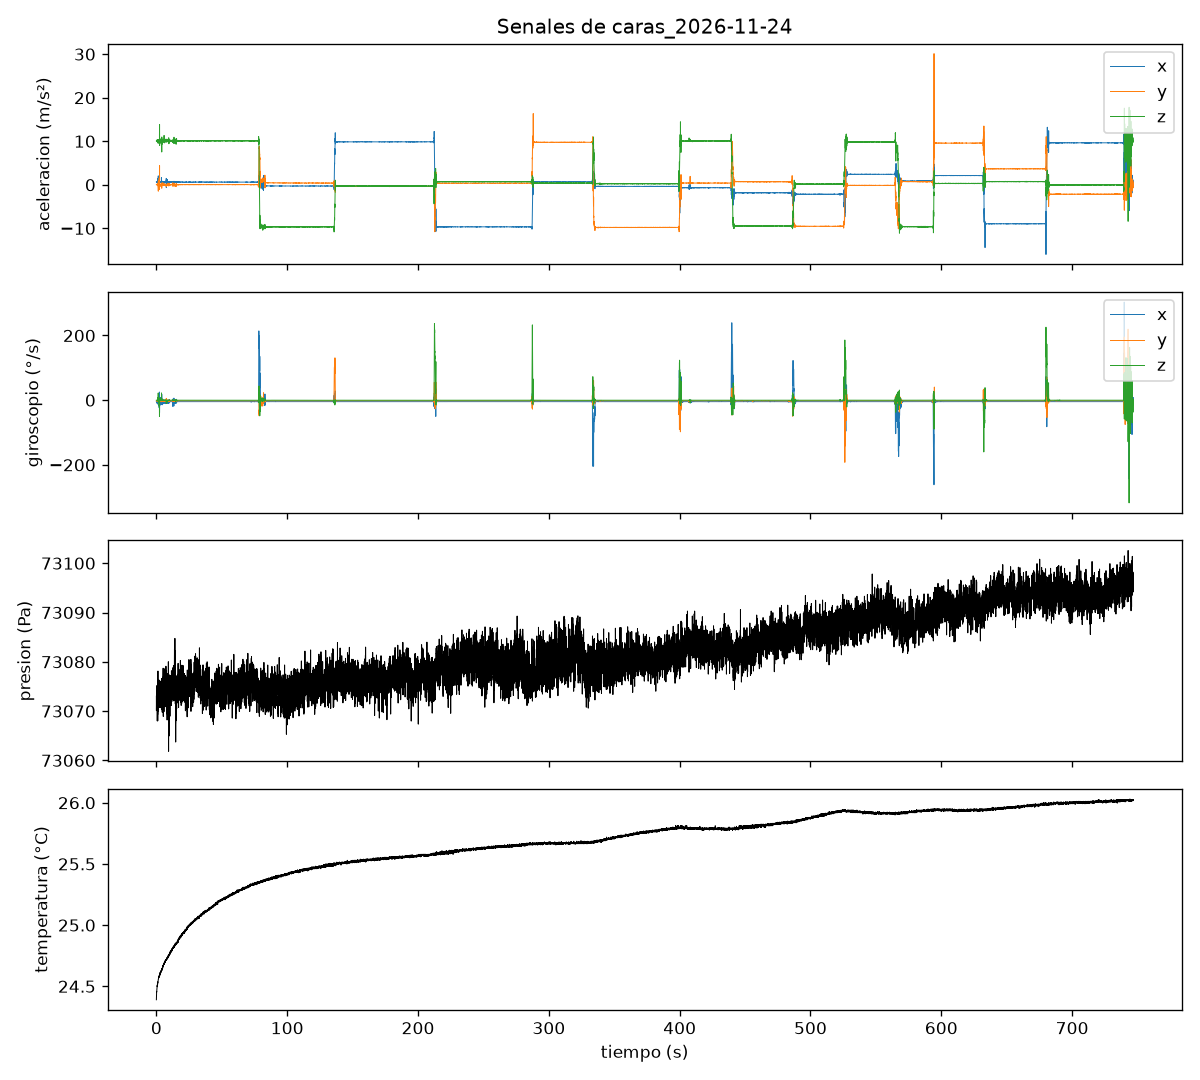 Senales de caras_2026-11-24
aceleracion (m/s²)
30
20
10
0
−10
x
y
z
giroscopio (°/s)
200
0
−200
x
y
z
presion (Pa)
73100
73090
73080
73070
73060
temperatura (°C)
26.0
25.5
25.0
24.5
0 100 200 300 400 500 600 700
tiempo (s)